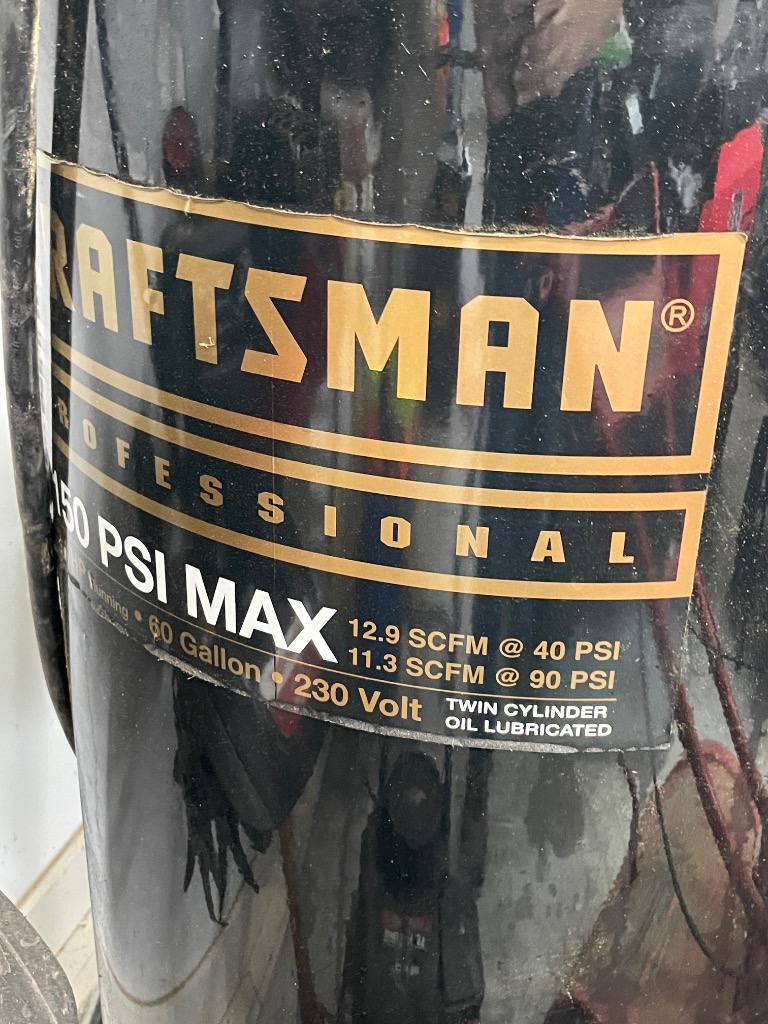 RAFTSMAN®
ROFESSIONAL
150 PSI MAX
12.9 SCFM @ 40 PSI
11.3 SCFM @ 90 PSI
Running • 60 Gallon • 230 Volt
TWIN CYLINDER
OIL LUBRICATED